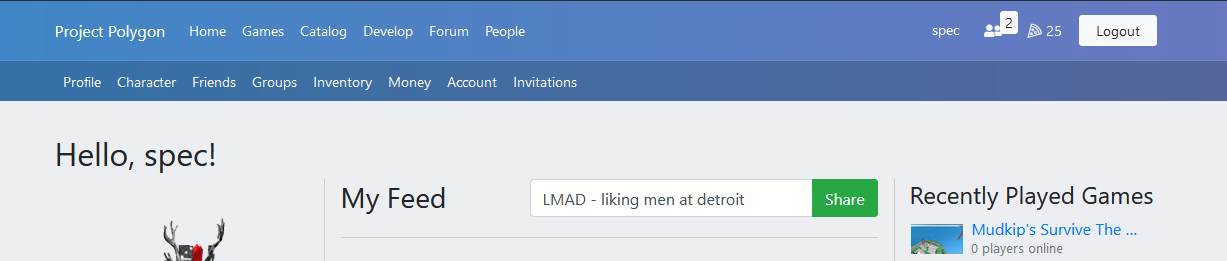 Project Polygon Home Games Catalog Develop Forum People spec 2 25 Logout
Profile Character Friends Groups Inventory Money Account Invitations
Hello, spec!
My Feed
LMAD - liking men at detroit Share
Recently Played Games
Mudkip's Survive The ...
0 players online